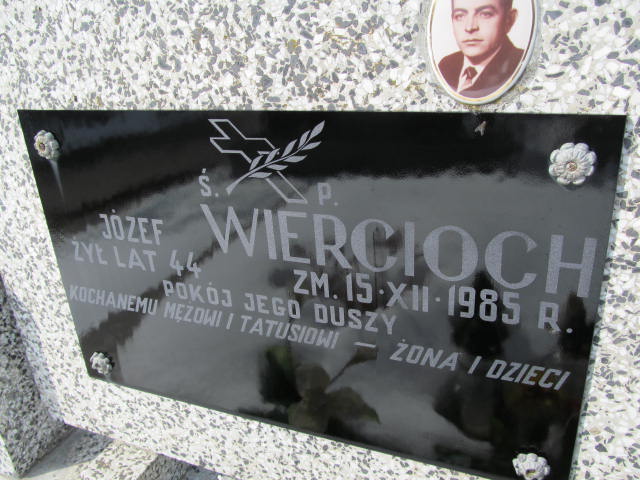 Ś. P.
JÓZEF WIERCIOCH
ŻYŁ LAT 44 ZM. 15·XII·1985 R.
POKÓJ JEGO DUSZY
KOCHANEMU MĘŻOWI I TATUSIOWI — ŻONA I DZIECI